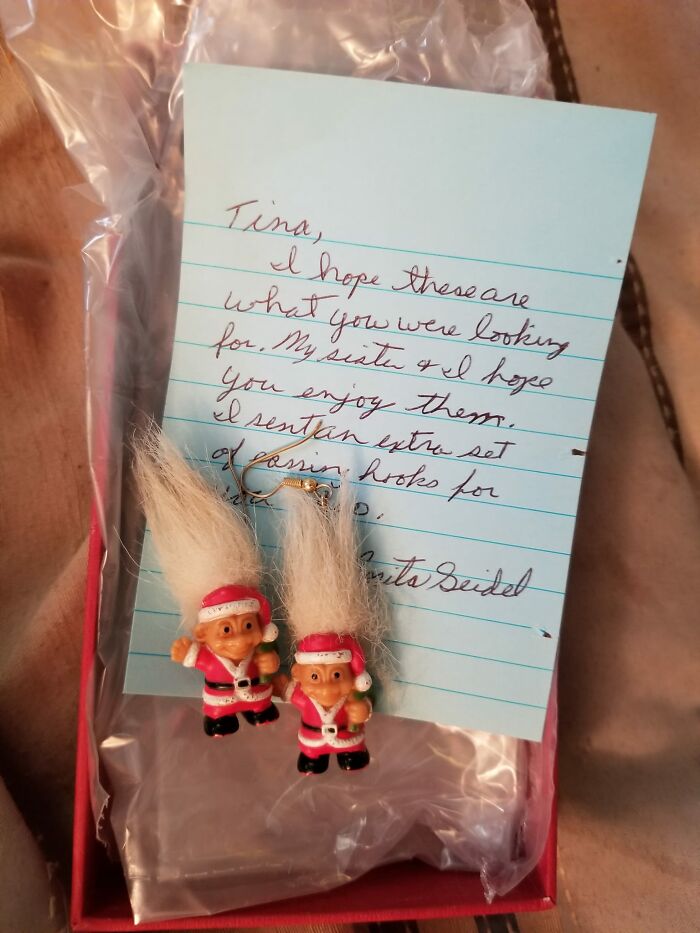 Tina,
I hope these are
what you were looking
for. My sister & I hope
you enjoy them.
I sent an extra set
of hooks for
Seidel